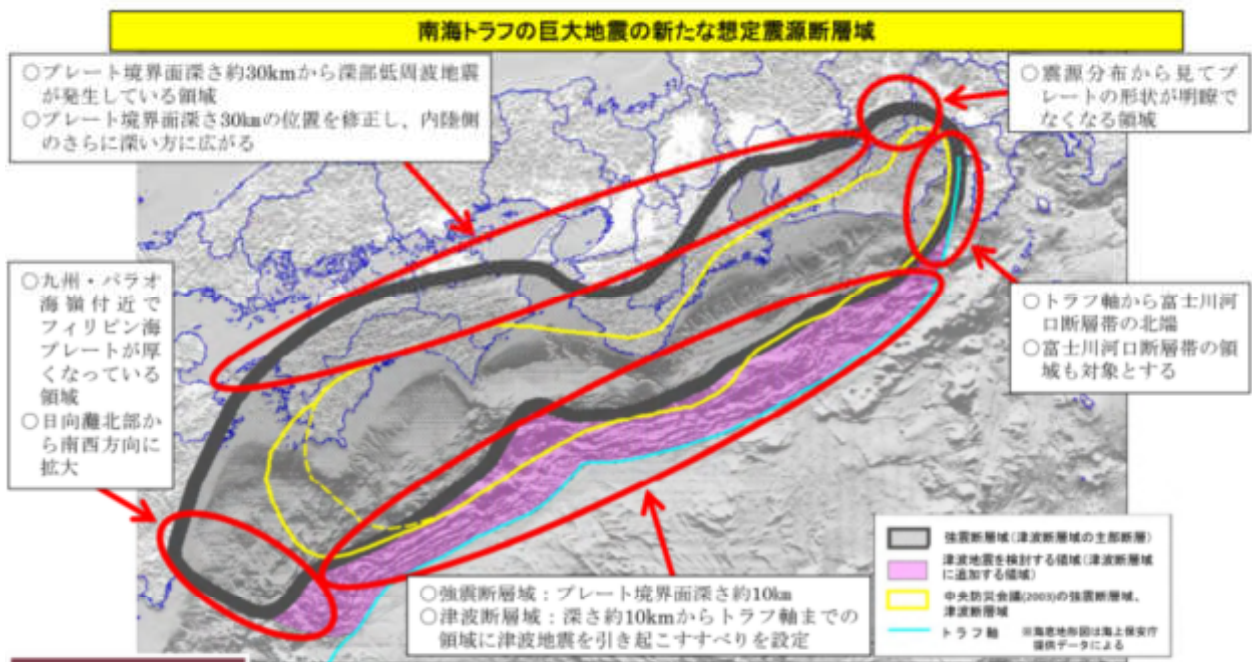 南海トラフの巨大地震の新たな想定震源断層域
○プレート境界面深さ約30kmから深部低周波地震
が発生している領域
○プレート境界面深さ30kmの位置を修正し、内陸側
のさらに深い方に広がる
○震源分布から見てプ
レートの形状が明瞭で
なくなる領域
○九州・パラオ
海嶺付近で
フィリピン海
プレートが厚
くなっている
領域
○日向灘北部か
ら南西方向に
拡大
○トラフ軸から富士川河
口断層帯の北端
○富士川河口断層帯の領
域も対象とする
○強震断層域：プレート境界面深さ約10km
○津波断層域：深さ約10kmからトラフ軸までの
領域に津波地震を引き起こすすべりを設定
強震断層域(津波断層域の主部断層)
津波地震を検討する領域(津波断層域
に追加する領域)
中央防災会議(2003)の強震断層域、
津波断層域
トラフ軸 ※海底地形図は海上保安庁
提供データによる